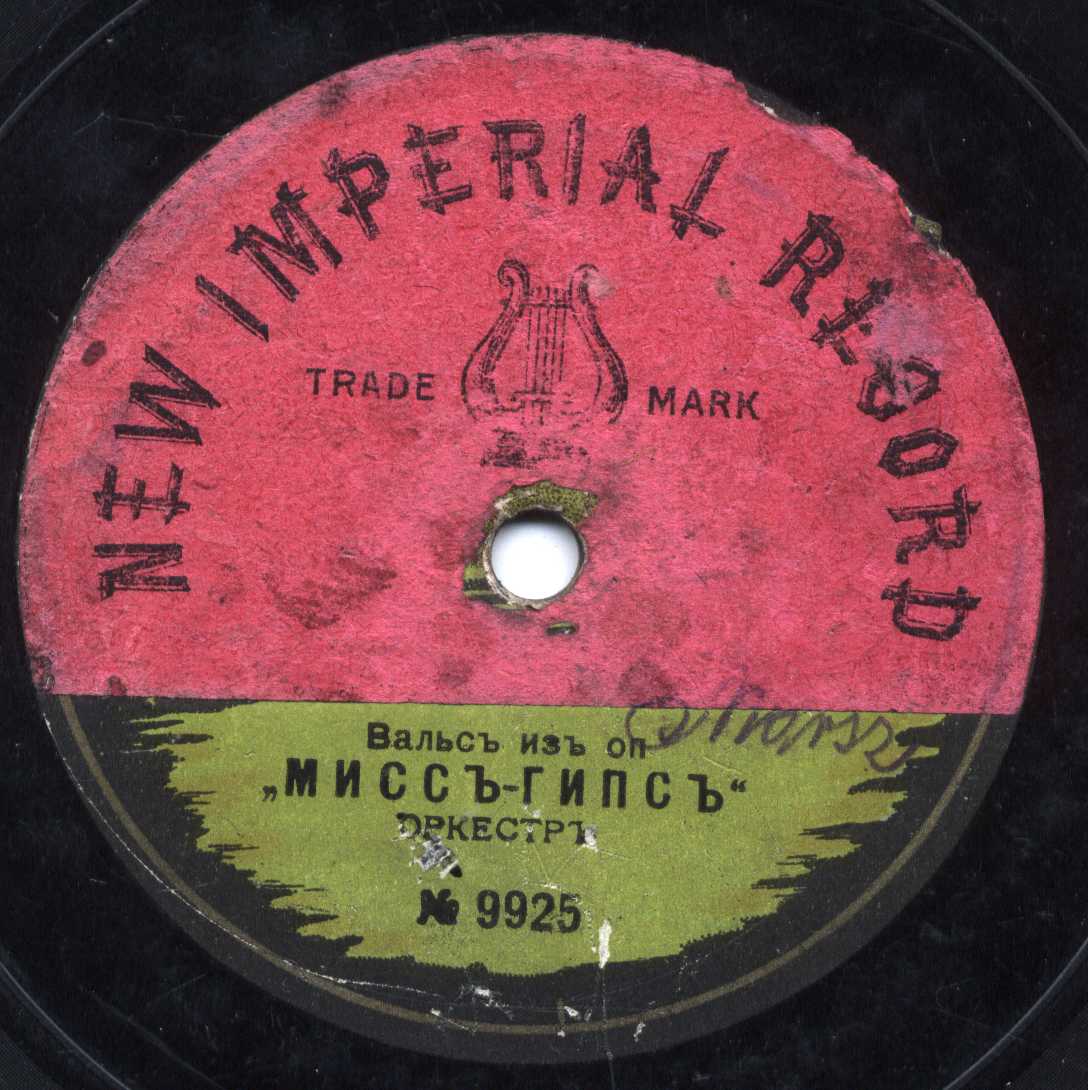 NEW IMPERIAL RECORD
TRADE MARK
Вальсъ изъ оп
„МИССЪ-ГИПСЪ“
ОРКЕСТРЪ
№ 9925